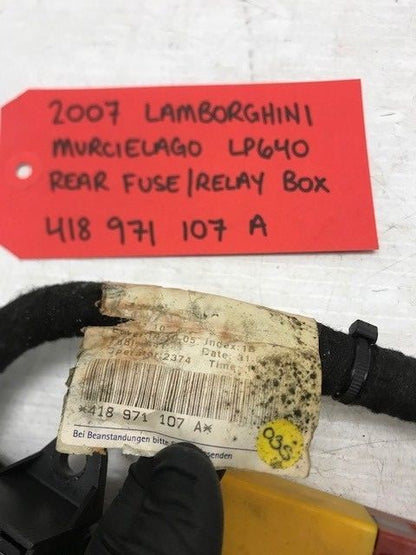 2007 LAMBORGHINI
MURCIELAGO LP640
REAR FUSE/RELAY BOX
418 971 107 A
Index
Date: 31
Operator: 2374 Time:
*418 971 107 A*
Bei Beanstandungen bitte
035